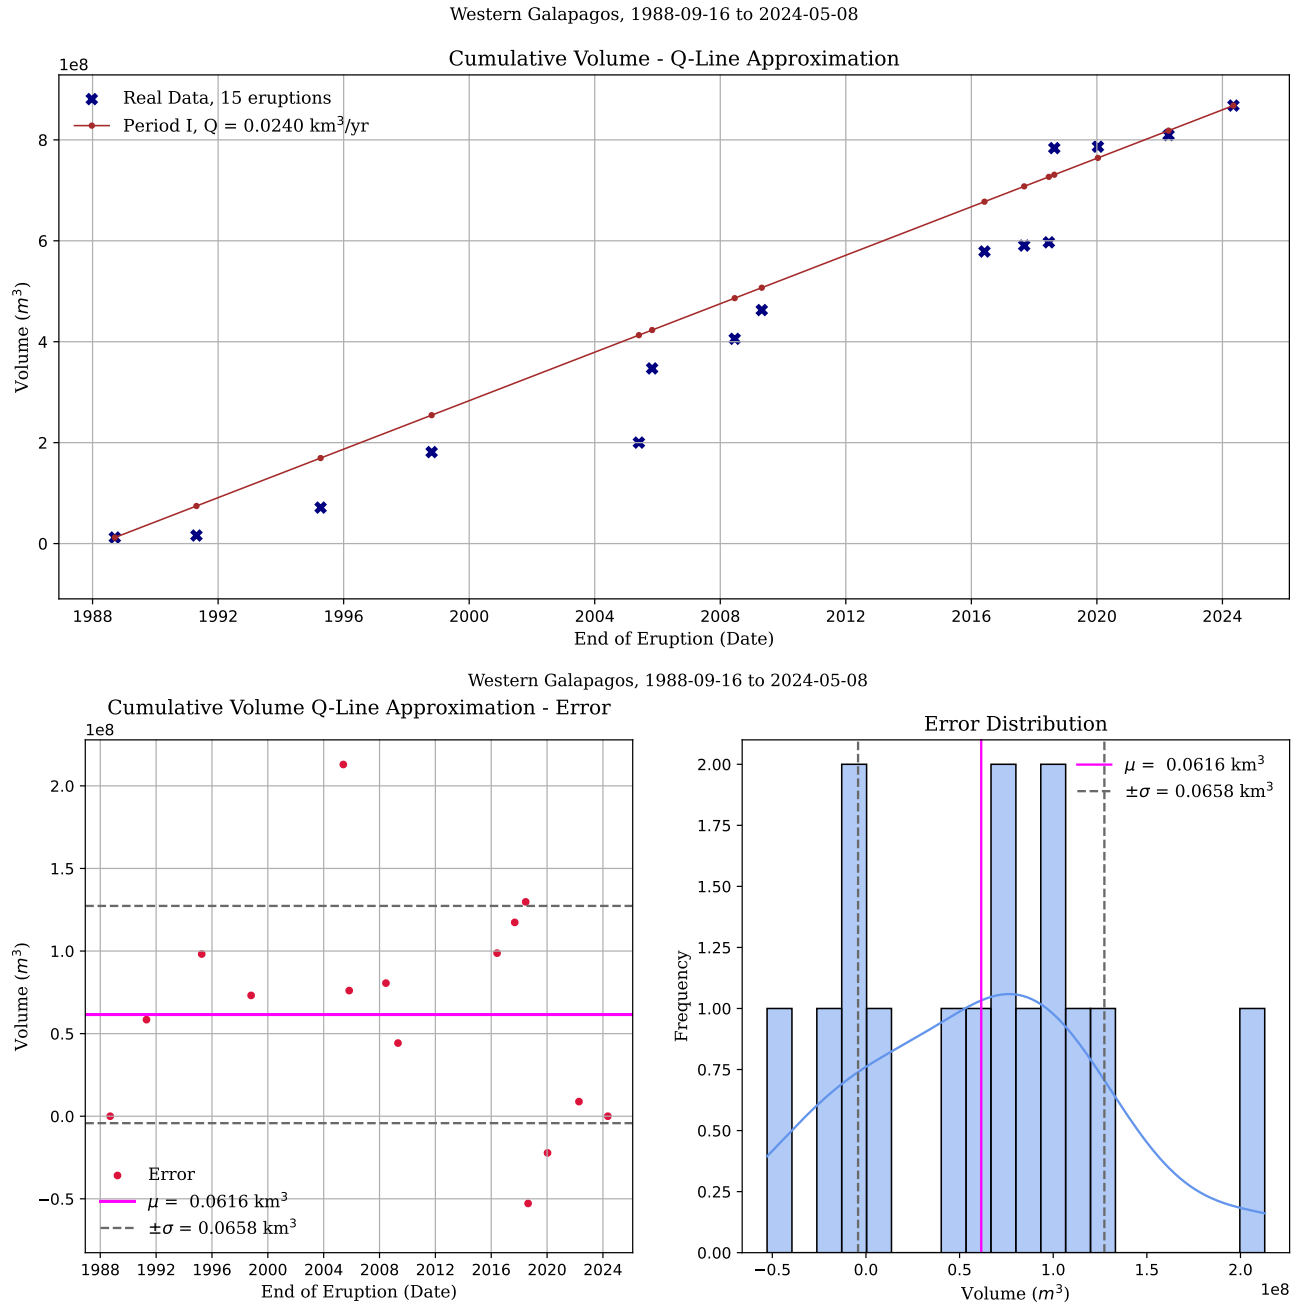 Western Galapagos, 1988-09-16 to 2024-05-08
Cumulative Volume - Q-Line Approximation
1e8
Real Data, 15 eruptions
Period I, Q = 0.0240 km³/yr
8
6
4
2
0
Volume (m³)
1988 1992 1996 2000 2004 2008 2012 2016 2020 2024
End of Eruption (Date)
Western Galapagos, 1988-09-16 to 2024-05-08
Cumulative Volume Q-Line Approximation - Error
1e8
2.0
1.5
1.0
0.5
0.0
−0.5
Volume (m³)
Error
μ = 0.0616 km³
±σ = 0.0658 km³
1988 1992 1996 2000 2004 2008 2012 2016 2020 2024
End of Eruption (Date)
Error Distribution
μ = 0.0616 km³
±σ = 0.0658 km³
2.00
1.75
1.50
1.25
1.00
0.75
0.50
0.25
0.00
Frequency
−0.5 0.0 0.5 1.0 1.5 2.0
1e8
Volume (m³)